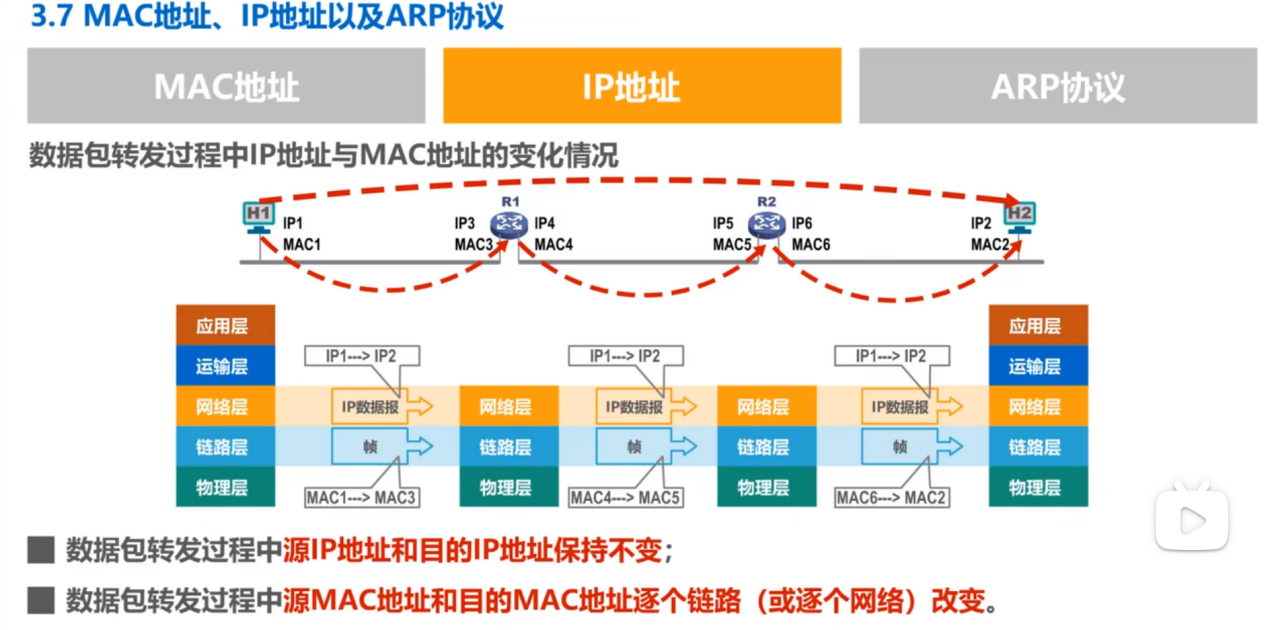 3.7 MAC地址、IP地址以及ARP协议
MAC地址 IP地址 ARP协议
数据包转发过程中IP地址与MAC地址的变化情况
H1 R1 R2 H2
IP1 IP3 IP4 IP5 IP6 IP2
MAC1 MAC3 MAC4 MAC5 MAC6 MAC2
应用层 应用层
运输层 IP1---> IP2 IP1---> IP2 IP1---> IP2 运输层
网络层 IP数据报 网络层 IP数据报 网络层 IP数据报 网络层
链路层 帧 链路层 帧 链路层 帧 链路层
物理层 MAC1---> MAC3 物理层 MAC4---> MAC5 物理层 MAC6---> MAC2 物理层
数据包转发过程中源IP地址和目的IP地址保持不变；
数据包转发过程中源MAC地址和目的MAC地址逐个链路（或逐个网络）改变。